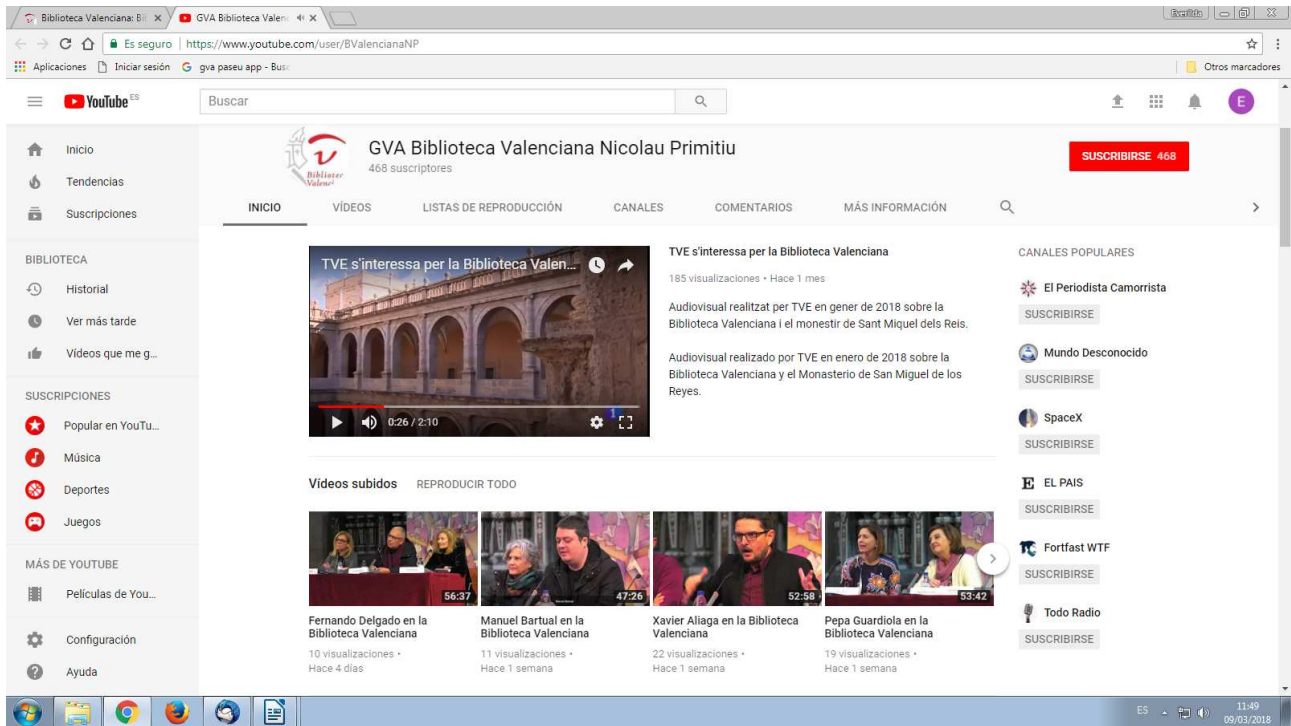 Biblioteca Valenciana: Bi
GVA Biblioteca Valenc
Es seguro
https://www.youtube.com/user/BValencianaNP
Aplicaciones
Iniciar sesión
gva paseu app - Bus
Otros marcadores
YouTube ES
Buscar
E
Inicio
Tendencias
Suscripciones
BIBLIOTECA
Historial
Ver más tarde
Vídeos que me g...
SUSCRIPCIONES
Popular en YouTu...
Música
Deportes
Juegos
MÁS DE YOUTUBE
Películas de You...
Configuración
Ayuda
GVA Biblioteca Valenciana Nicolau Primitiu
468 suscriptores
SUSCRIBIRSE 468
INICIO
VÍDEOS
LISTAS DE REPRODUCCIÓN
CANALES
COMENTARIOS
MÁS INFORMACIÓN
TVE s'interessa per la Biblioteca Valen...
0:26 / 2:10
1
TVE s'interessa per la Biblioteca Valenciana
185 visualizaciones • Hace 1 mes
Audiovisual realitzat per TVE en gener de 2018 sobre la
Biblioteca Valenciana i el monestir de Sant Miquel dels Reis.
Audiovisual realizado por TVE en enero de 2018 sobre la
Biblioteca Valenciana y el Monasterio de San Miguel de los
Reyes.
Vídeos subidos
REPRODUCIR TODO
56:37
Fernando Delgado en la
Biblioteca Valenciana
10 visualizaciones •
Hace 4 días
47:26
Manuel Bartual en la
Biblioteca Valenciana
11 visualizaciones •
Hace 1 semana
52:58
Xavier Aliaga en la Biblioteca
Valenciana
22 visualizaciones •
Hace 1 semana
53:42
Pepa Guardiola en la
Biblioteca Valenciana
19 visualizaciones •
Hace 1 semana
CANALES POPULARES
El Periodista Camorrista
SUSCRIBIRSE
Mundo Desconocido
SUSCRIBIRSE
SpaceX
SUSCRIBIRSE
EL PAIS
SUSCRIBIRSE
Fortfast WTF
SUSCRIBIRSE
Todo Radio
SUSCRIBIRSE
ES
11:49
09/03/2018